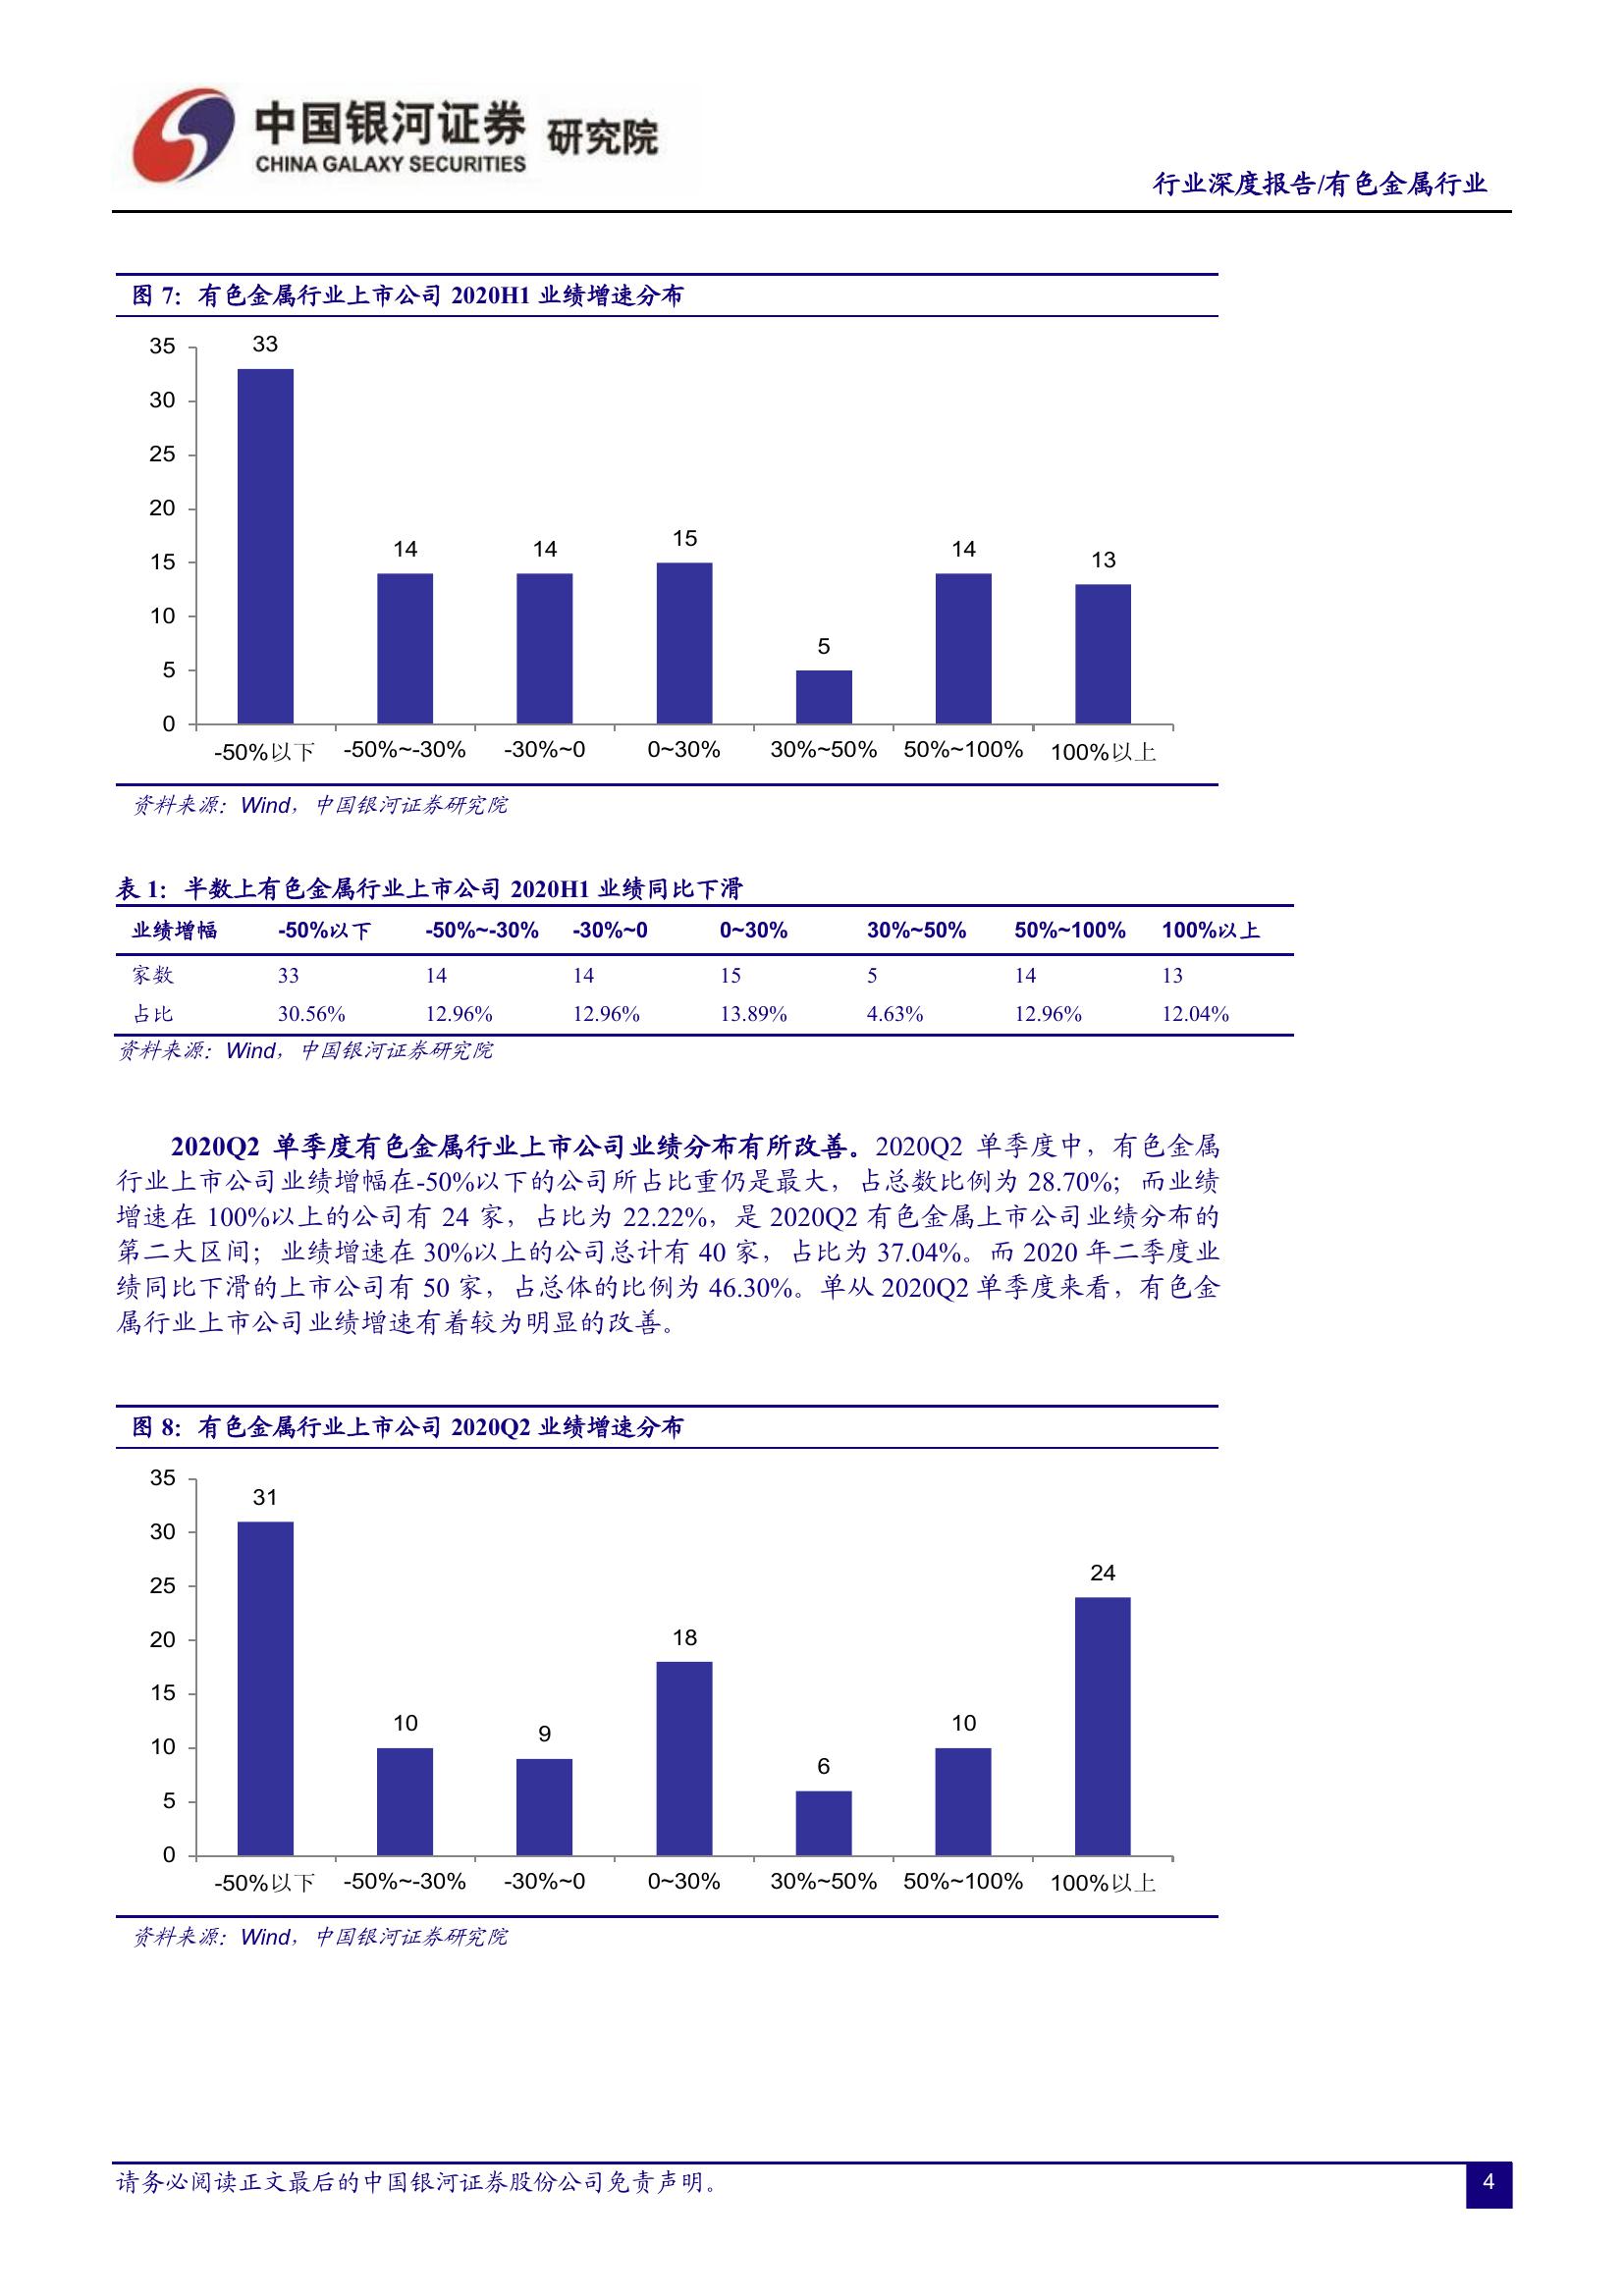 中国银河证券 研究院
CHINA GALAXY SECURITIES
行业深度报告/有色金属行业
图 7：有色金属行业上市公司 2020H1 业绩增速分布
35
30
25
20
15
10
5
0
33
14
14
15
5
14
13
-50%以下 -50%~-30% -30%~0 0~30% 30%~50% 50%~100% 100%以上
资料来源：Wind，中国银河证券研究院
表 1：半数上有色金属行业上市公司 2020H1 业绩同比下滑
业绩增幅 -50%以下 -50%~-30% -30%~0 0~30% 30%~50% 50%~100% 100%以上
家数 33 14 14 15 5 14 13
占比 30.56% 12.96% 12.96% 13.89% 4.63% 12.96% 12.04%
资料来源：Wind，中国银河证券研究院
2020Q2 单季度有色金属行业上市公司业绩分布有所改善。2020Q2 单季度中，有色金属
行业上市公司业绩增幅在-50%以下的公司所占比重仍是最大，占总数比例为 28.70%；而业绩
增速在 100%以上的公司有 24 家，占比为 22.22%，是 2020Q2 有色金属上市公司业绩分布的
第二大区间；业绩增速在 30%以上的公司总计有 40 家，占比为 37.04%。而 2020 年二季度业
绩同比下滑的上市公司有 50 家，占总体的比例为 46.30%。单从 2020Q2 单季度来看，有色金
属行业上市公司业绩增速有着较为明显的改善。
图 8：有色金属行业上市公司 2020Q2 业绩增速分布
35
30
25
20
15
10
5
0
31
10
9
18
6
10
24
-50%以下 -50%~-30% -30%~0 0~30% 30%~50% 50%~100% 100%以上
资料来源：Wind，中国银河证券研究院
请务必阅读正文最后的中国银河证券股份公司免责声明。
4